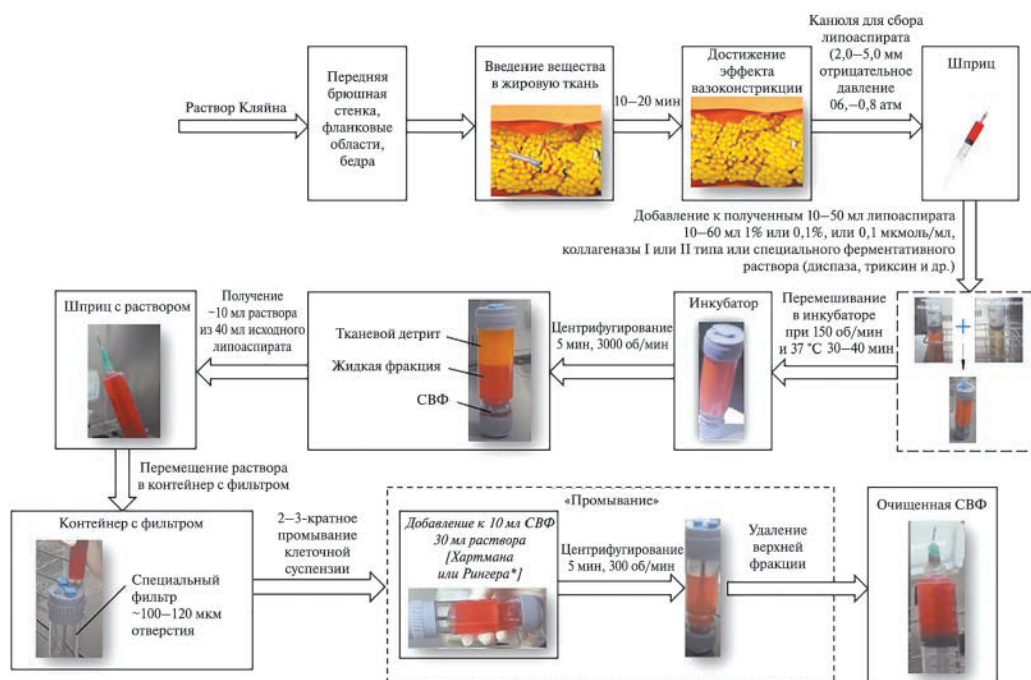 Раствор Кляйна
Передняя
брюшная
стенка,
фланковые
области,
бедра
Введение вещества
в жировую ткань
10–20 мин
Достижение
эффекта
вазоконстрикции
Канюля для сбора
липоаспирата
(2,0–5,0 мм
отрицательное
давление
06,–0,8 атм
Шприц
Добавление к полученным 10–50 мл липоаспирата
10–60 мл 1% или 0,1%, или 0,1 мкмоль/мл,
коллагеназы I или II типа или специального ферментативного
раствора (диспаза, триксин и др.)
+
Перемешивание
в инкубаторе
при 150 об/мин
и 37 °С 30–40 мин
Инкубатор
Центрифугирование
5 мин, 3000 об/мин
Тканевой детрит
Жидкая фракция
СВФ
Получение
~10 мл раствора
из 40 мл исходного
липоаспирата
Шприц с раствором
Перемещение раствора
в контейнер с фильтром
Контейнер с фильтром
Специальный
фильтр
~100–120 мкм
отверстия
2–3-кратное
промывание
клеточной
суспензии
«Промывание»
Добавление к 10 мл СВФ
30 мл раствора
[Хартмана
или Рингера*]
Центрифугирование
5 мин, 300 об/мин
Удаление
верхней
фракции
Очищенная СВФ